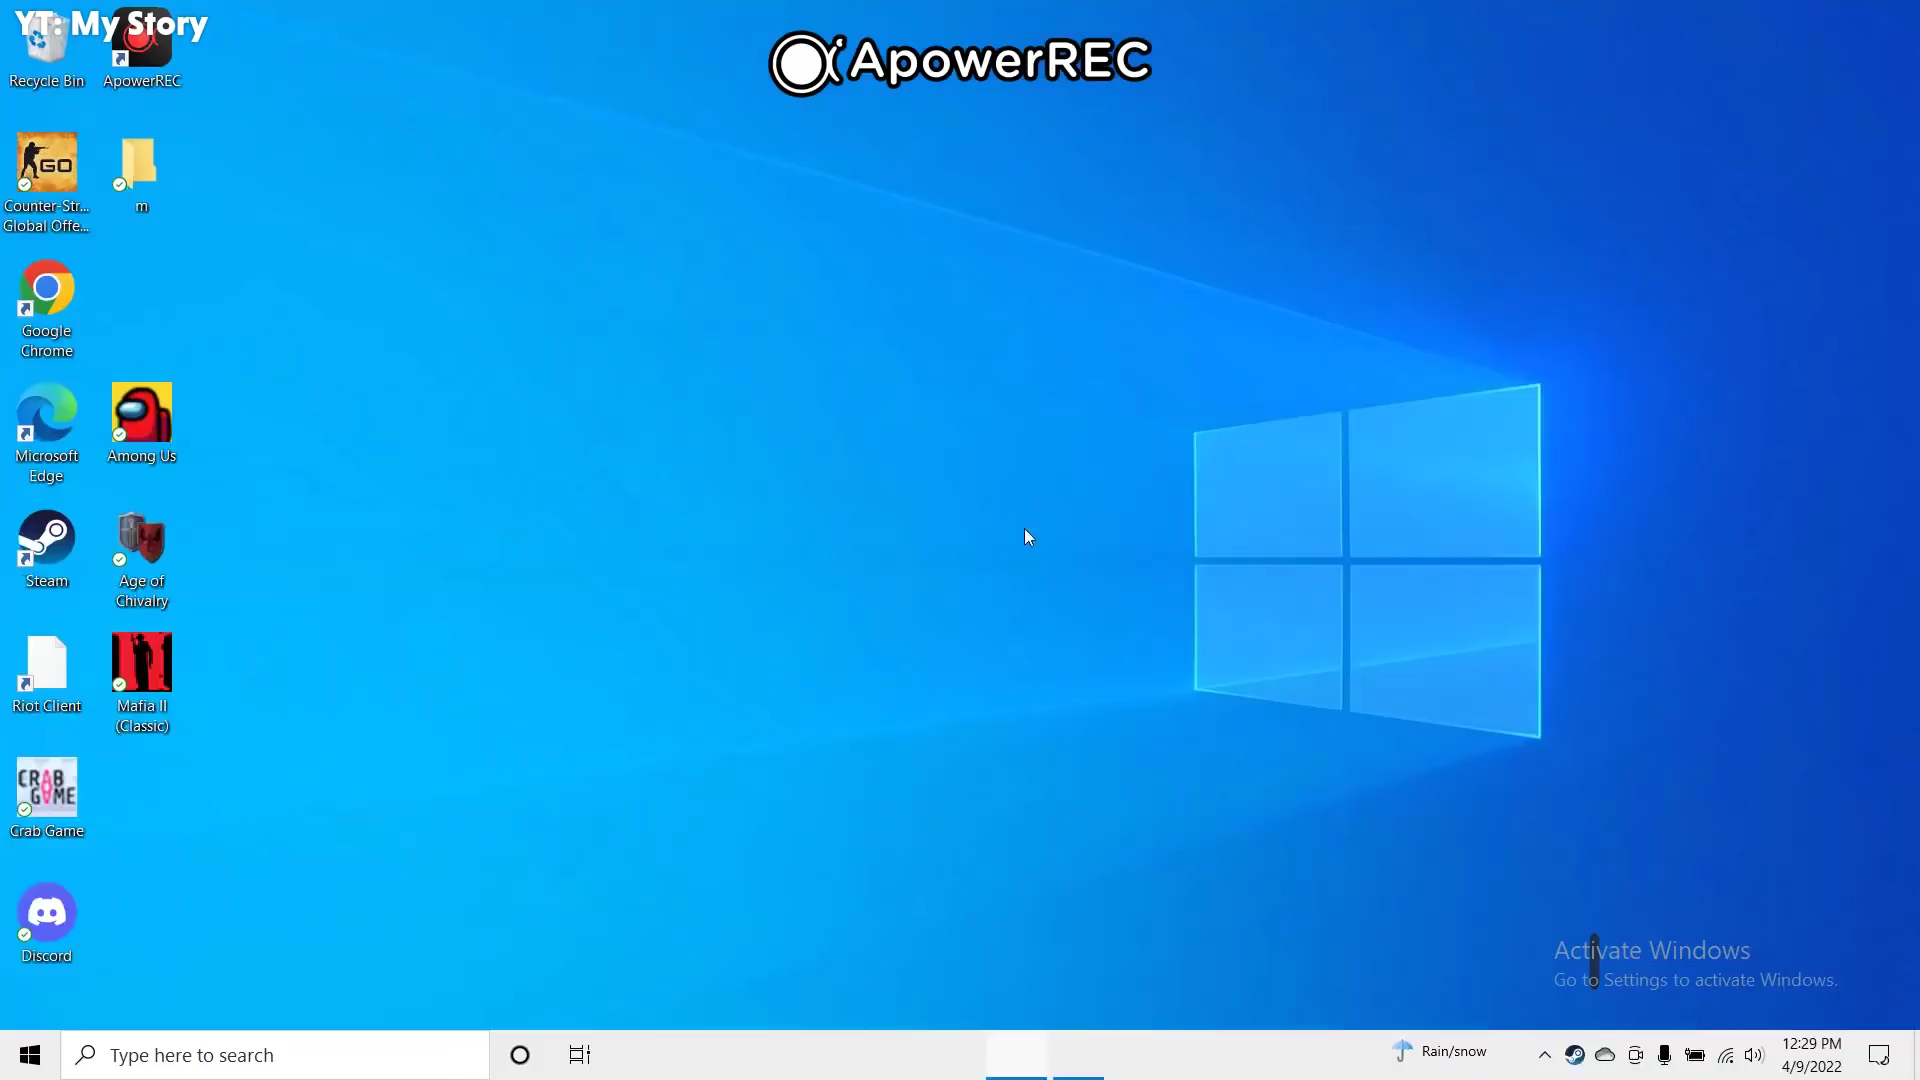 YT: My Story
ApowerREC
Recycle Bin
ApowerREC
GO
Counter-Str...
Global Offe...
m
Google
Chrome
Microsoft
Edge
Among Us
Steam
Age of
Chivalry
Riot Client
Mafia II
(Classic)
CRAB
GAME
Crab Game
Discord
Activate Windows
Go to Settings to activate Windows.
Type here to search
Rain/snow
12:29 PM
4/9/2022